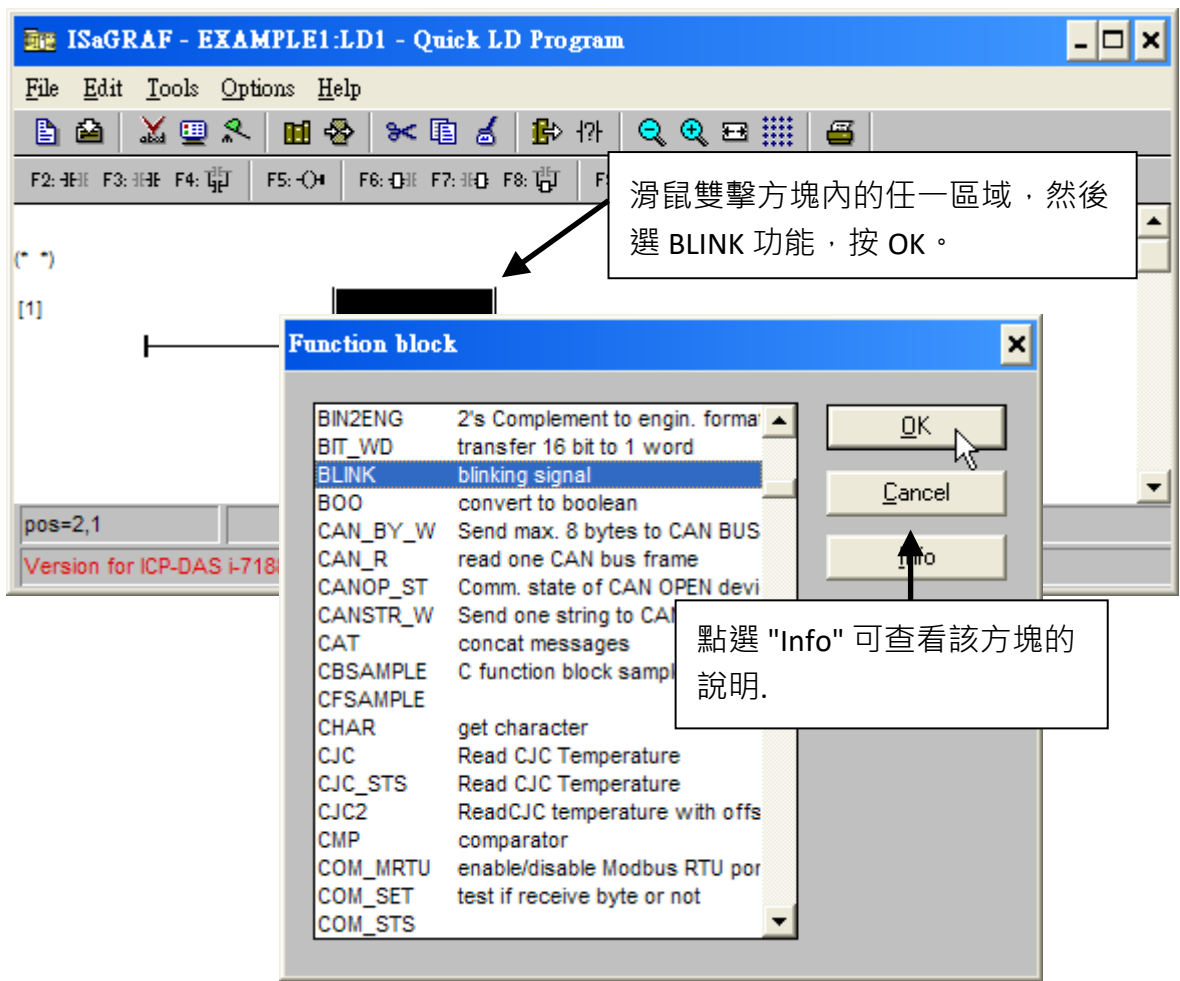 ISaGRAF - EXAMPLE1:LD1 - Quick LD Program
File Edit Tools Options Help
F2: F3: F4: F5: F6: F7: F8:
滑鼠雙擊方塊內的任一區域，然後
選 BLINK 功能，按 OK。
(* *)
[1]
Function block
BIN2ENG 2's Complement to engin. format
BIT_WD transfer 16 bit to 1 word
BLINK blinking signal
BOO convert to boolean
CAN_BY_W Send max. 8 bytes to CAN BUS
CAN_R read one CAN bus frame
CANOP_ST Comm. state of CAN OPEN devi
CANSTR_W Send one string to CAN
CAT concat messages
CBSAMPLE C function block sampl
CFSAMPLE
CHAR get character
CJC Read CJC Temperature
CJC_STS Read CJC Temperature
CJC2 ReadCJC temperature with offs
CMP comparator
COM_MRTU enable/disable Modbus RTU por
COM_SET test if receive byte or not
COM_STS
OK
Cancel
Info
點選 "Info" 可查看該方塊的
說明.
pos=2,1
Version for ICP-DAS i-718